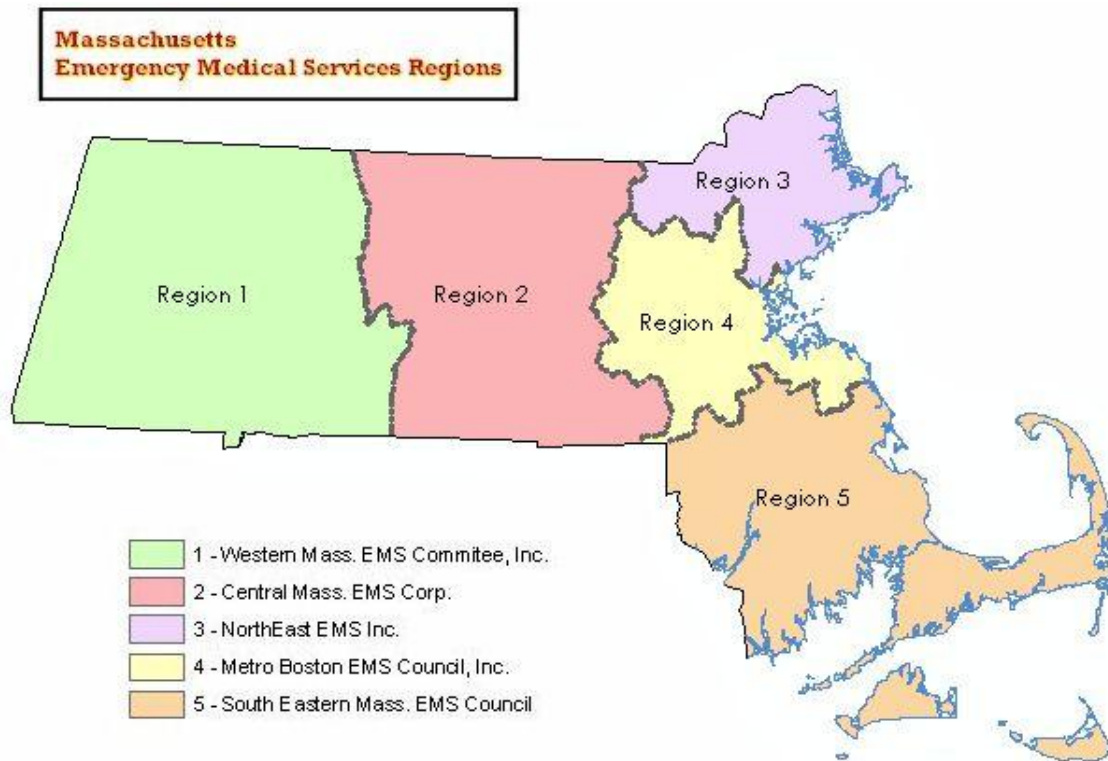 Massachusetts
Emergency Medical Services Regions
Region 3
Region 1
Region 2
Region 4
Region 5
1 - Western Mass. EMS Commitee, Inc.
2 - Central Mass. EMS Corp.
3 - NorthEast EMS Inc.
4 - Metro Boston EMS Council, Inc.
5 - South Eastern Mass. EMS Council